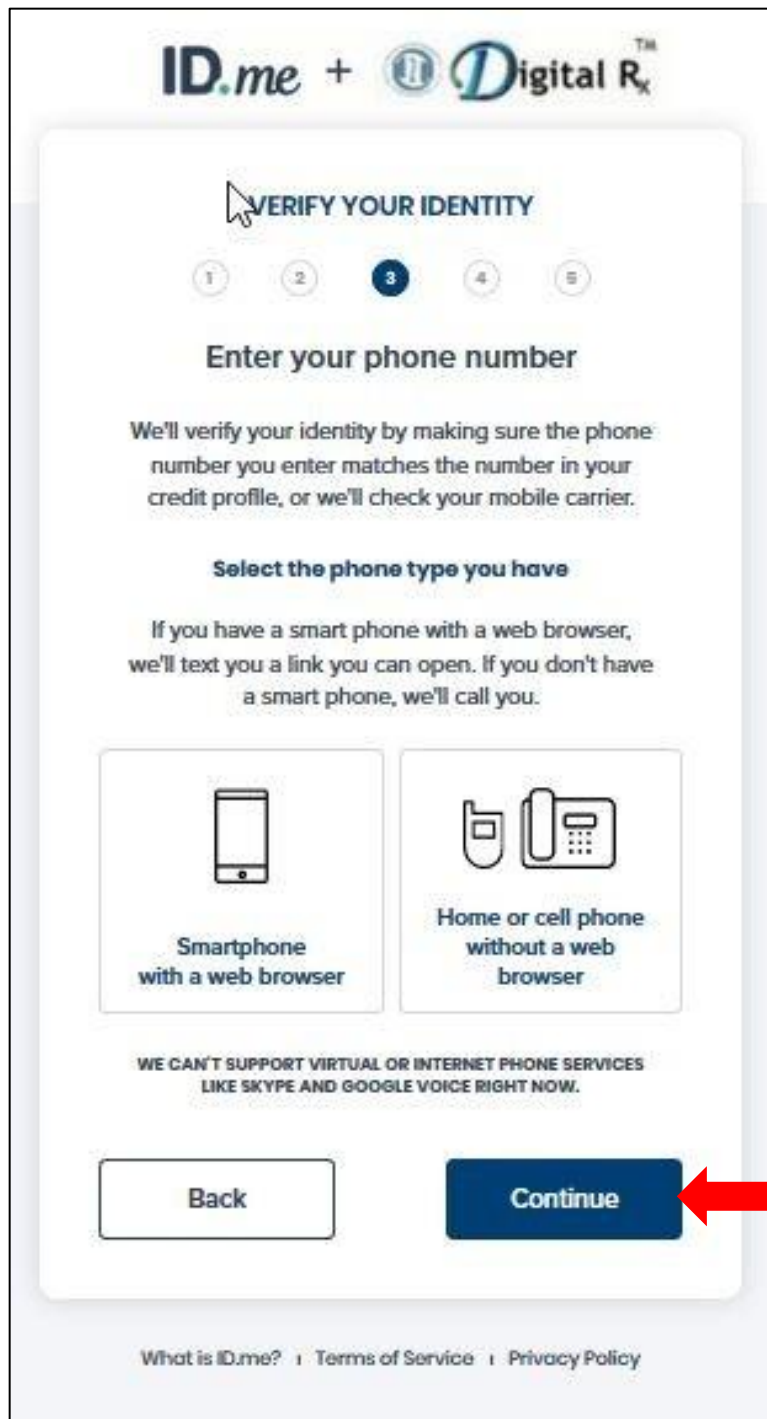 ID.me + Digital Rx™
VERIFY YOUR IDENTITY
1 2 3 4 5
Enter your phone number
We'll verify your identity by making sure the phone
number you enter matches the number in your
credit profile, or we'll check your mobile carrier.
Select the phone type you have
If you have a smart phone with a web browser,
we'll text you a link you can open. If you don't have
a smart phone, we'll call you.
Smartphone
with a web browser
Home or cell phone
without a web
browser
WE CAN'T SUPPORT VIRTUAL OR INTERNET PHONE SERVICES
LIKE SKYPE AND GOOGLE VOICE RIGHT NOW.
Back
Continue
What is ID.me? | Terms of Service | Privacy Policy